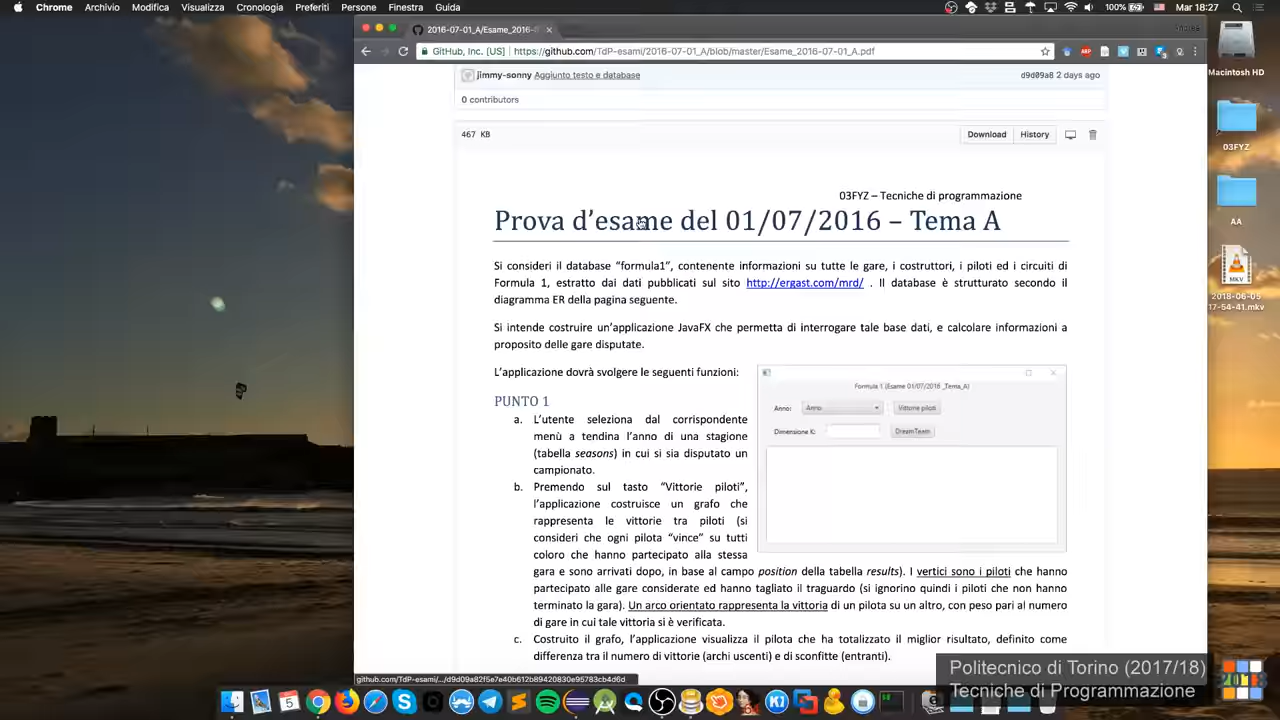 Chrome File Modifica Visualizza Cronologia Preferiti Persone Finestra Guida
100% Mar 18:27
2016-07-01_A/Esame_2016-
GitHub, Inc. [US] https://github.com/TdP-esami/2016-07-01_A/blob/master/Esame_2016-07-01_A.pdf
jimmy-sonny Aggiunto testo e database d9d09a8 2 days ago
0 contributors
467 KB Download History
03FYZ – Tecniche di programmazione
Prova d'esame del 01/07/2016 – Tema A
Si consideri il database "formula1", contenente informazioni su tutte le gare, i costruttori, i piloti ed i circuiti di
Formula 1, estratto dai dati pubblicati sul sito http://ergast.com/mrd/ . Il database è strutturato secondo il
diagramma ER della pagina seguente.
Si intende costruire un'applicazione JavaFX che permetta di interrogare tale base dati, e calcolare informazioni a
proposito delle gare disputate.
L'applicazione dovrà svolgere le seguenti funzioni:
PUNTO 1
a. L'utente seleziona dal corrispondente
menù a tendina l'anno di una stagione
(tabella seasons) in cui si sia disputato un
campionato.
b. Premendo sul tasto "Vittorie piloti",
l'applicazione costruisce un grafo che
rappresenta le vittorie tra piloti (si
consideri che ogni pilota "vince" su tutti
coloro che hanno partecipato alla stessa
gara e sono arrivati dopo, in base al campo position della tabella results). I vertici sono i piloti che hanno
partecipato alle gare considerate ed hanno tagliato il traguardo (si ignorino quindi i piloti che non hanno
terminato la gara). Un arco orientato rappresenta la vittoria di un pilota su un altro, con peso pari al numero
di gare in cui tale vittoria si è verificata.
c. Costruito il grafo, l'applicazione visualizza il pilota che ha totalizzato il miglior risultato, definito come
differenza tra il numero di vittorie (archi uscenti) e di sconfitte (entranti).
Formula 1 (Esame 01/07/2016 _Tema_A)
Anno: Anno Vittorie piloti
Dimensione K: DreamTeam
github.com/TdP-esami/.../d9d09a82f5e7e40b612b89420830e95783cb4d6d
Macintosh HD
03FYZ
AA
MKV
2018-06-05
17-54-41.mkv
Politecnico di Torino (2017/18)
Tecniche di Programmazione
2018